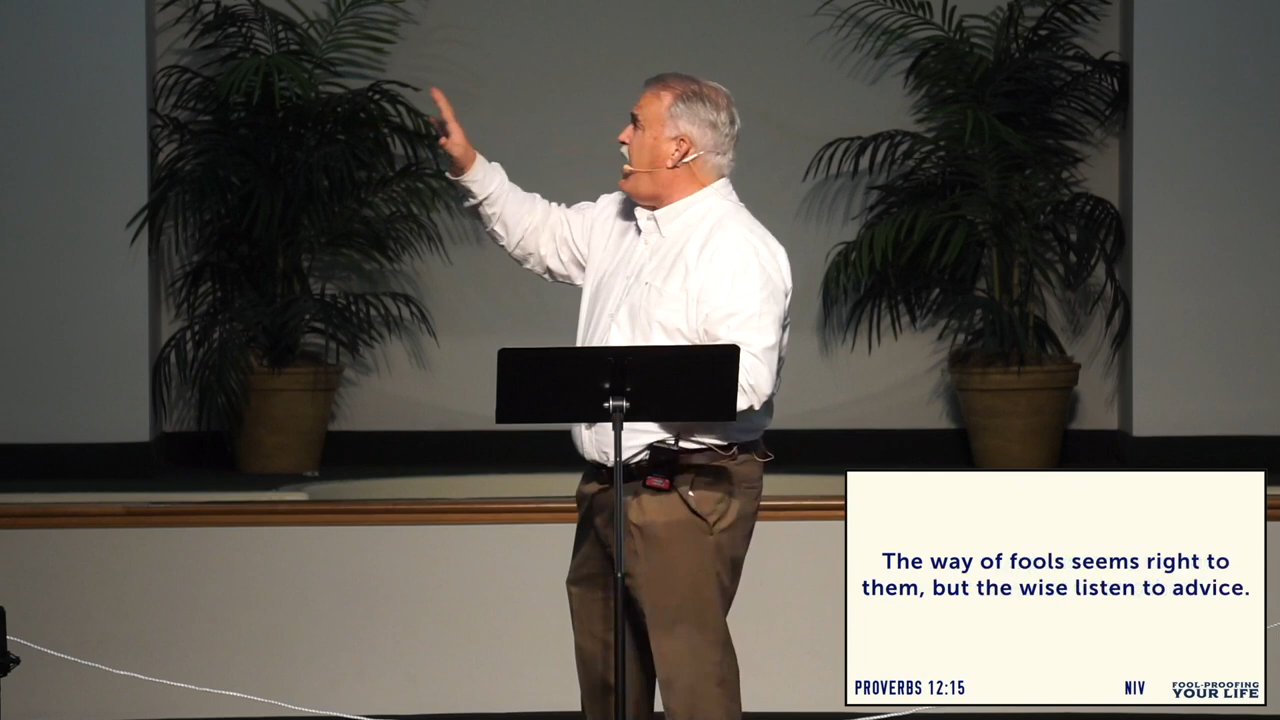 The way of fools seems right to
them, but the wise listen to advice.
PROVERBS 12:15 NIV FOOL-PROOFING
YOUR LIFE